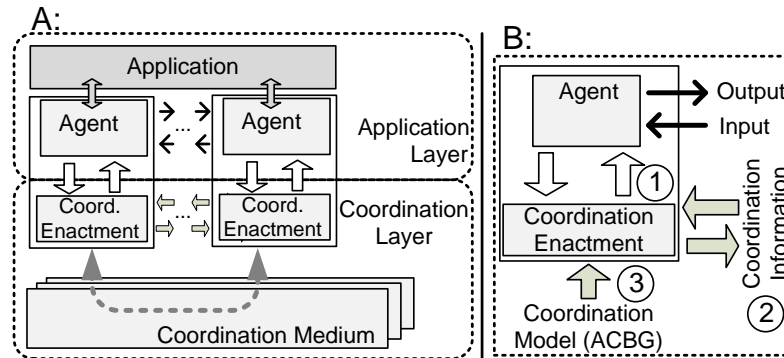 A:
Application
Agent
...
Agent
Application
Layer
Coord.
Enactment
...
Coord.
Enactment
Coordination
Layer
Coordination Medium
B:
Agent
Output
Input
1
Coordination
Enactment
Coordination
Information
2
3
Coordination
Model (ACBG)